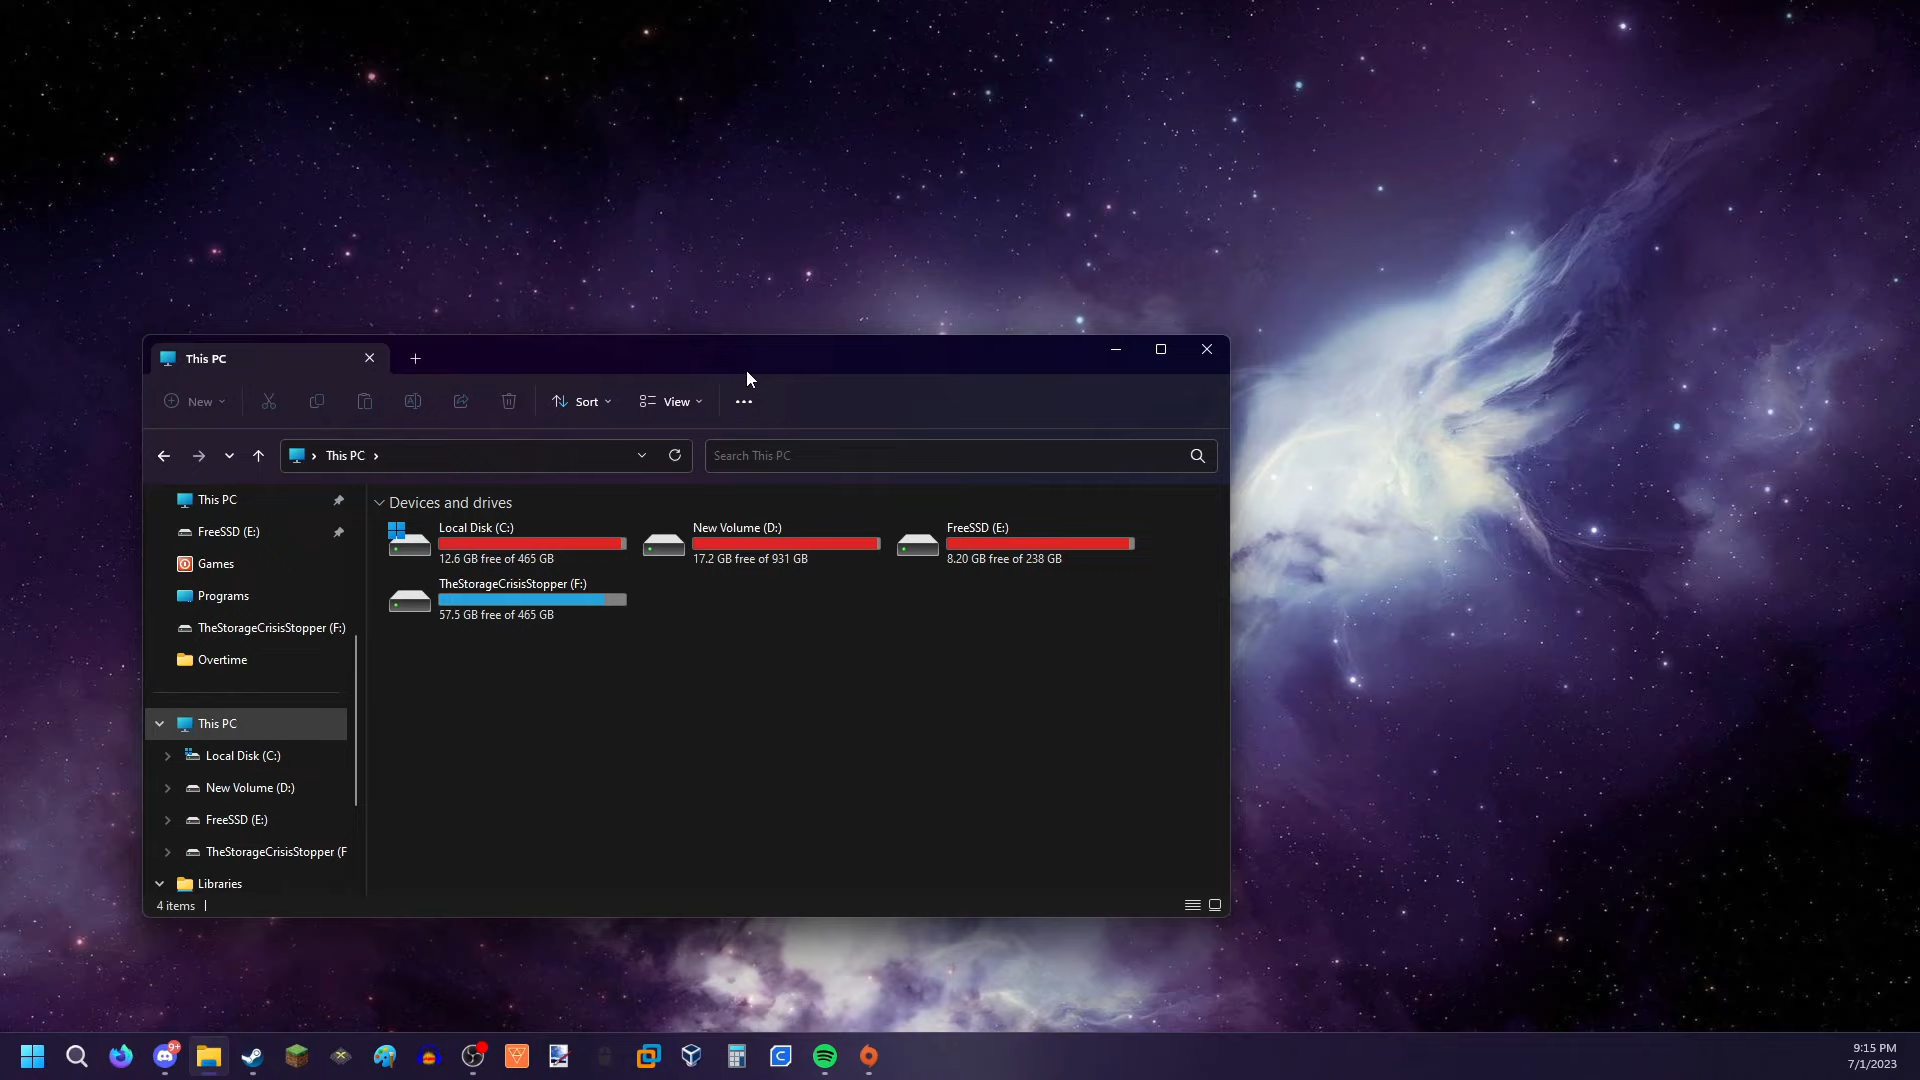 This PC
New
Sort
View
This PC
Search This PC
This PC
FreeSSD (E:)
Games
Programs
TheStorageCrisisStopper (F:)
Overtime
This PC
Local Disk (C:)
New Volume (D:)
FreeSSD (E:)
TheStorageCrisisStopper (F
Libraries
Devices and drives
Local Disk (C:)
12.6 GB free of 465 GB
New Volume (D:)
17.2 GB free of 931 GB
FreeSSD (E:)
8.20 GB free of 238 GB
TheStorageCrisisStopper (F:)
57.5 GB free of 465 GB
4 items
9+
9:15 PM
7/1/2023